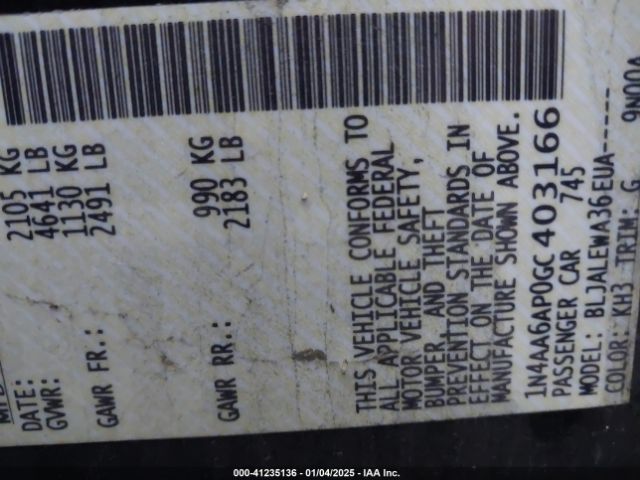 DATE:
GVWR: 2105 KG
4641 LB
GAWR FR.: 1130 KG
2491 LB
GAWR RR.: 990 KG
2183 LB
THIS VEHICLE CONFORMS TO
ALL APPLICABLE FEDERAL
MOTOR VEHICLE SAFETY,
BUMPER, AND THEFT
PREVENTION STANDARDS IN
EFFECT ON THE DATE OF
MANUFACTURE SHOWN ABOVE.
1N4AA6AP0GC403166
PASSENGER CAR 745
MODEL: BLJALEWA36EUA-----
COLOR: KH3 TRIM: G 9N00A
000-41235136 - 01/04/2025 - IAA Inc.